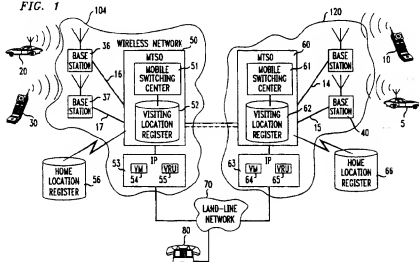 FIG. 1
104
120
WIRELESS NETWORK
50
60
36
MTSO
MTSO
20
BASE STATION
16
MOBILE SWITCHING CENTER
51
MOBILE SWITCHING CENTER
61
14
BASE STATION
10
37
BASE STATION
17
52
VISITING LOCATION REGISTER
VISITING LOCATION REGISTER
62
15
BASE STATION
40
5
30
53
IP
VM
54
VRU
55
63
IP
VM
64
VRU
65
HOME LOCATION REGISTER
56
HOME LOCATION REGISTER
66
70
LAND-LINE NETWORK
80